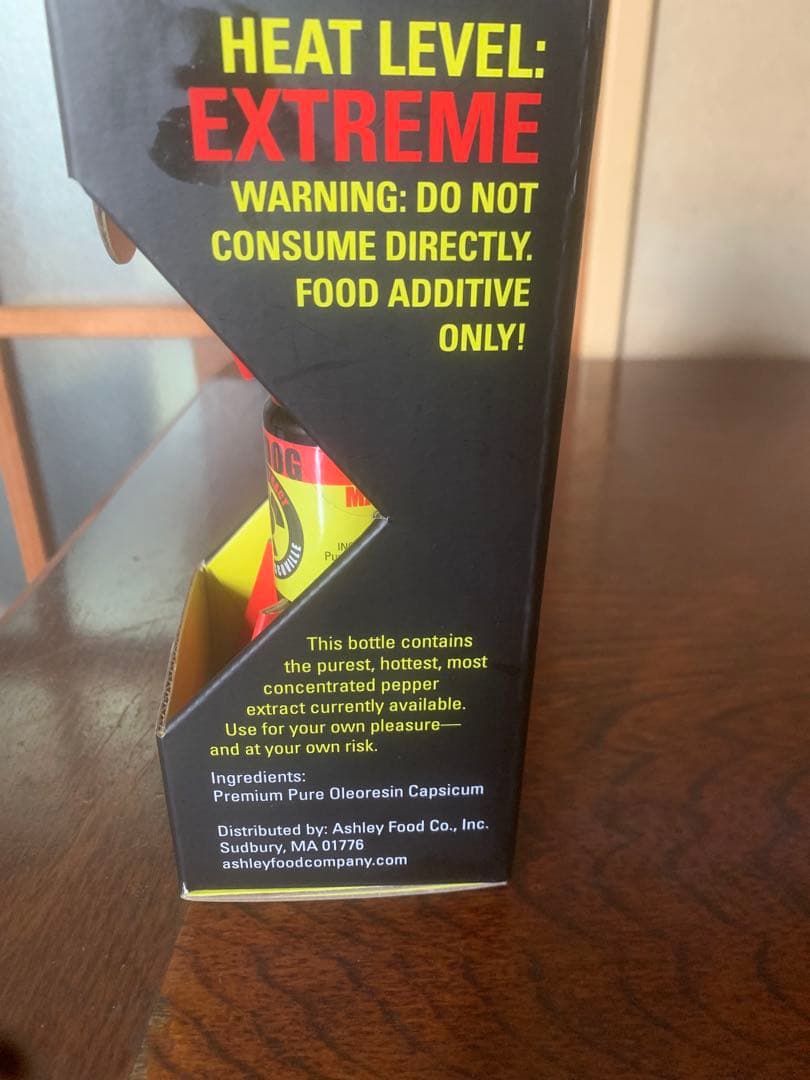 HEAT LEVEL:
EXTREME
WARNING: DO NOT
CONSUME DIRECTLY.
FOOD ADDITIVE
ONLY!
This bottle contains
the purest, hottest, most
concentrated pepper
extract currently available.
Use for your own pleasure—
and at your own risk.
Ingredients:
Premium Pure Oleoresin Capsicum
Distributed by: Ashley Food Co., Inc.
Sudbury, MA 01776
ashleyfoodcompany.com